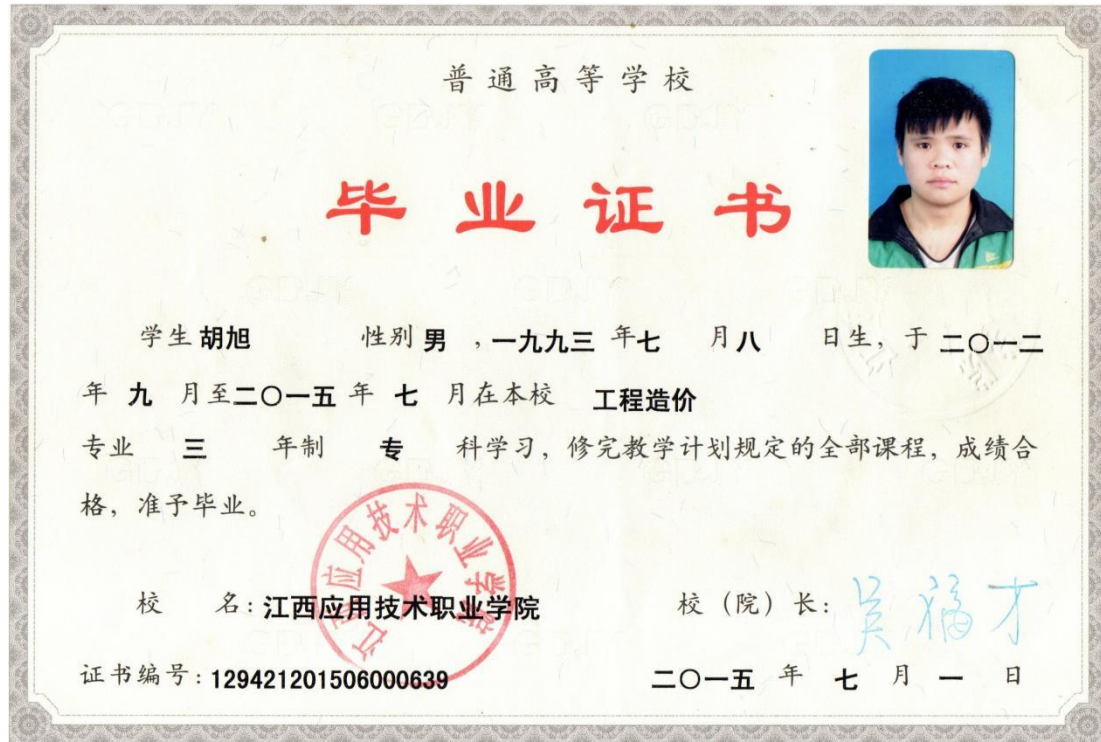 普通高等学校
毕业证书
学生 胡旭 性别 男 ，一九九三 年七 月八 日生，于 二〇一二
年 九 月至二〇一五 年 七 月在本校 工程造价
专业 三 年制 专 科学习，修完教学计划规定的全部课程，成绩合
格，准予毕业。
江西应用技术职业学院
校 名：江西应用技术职业学院 校（院）长：吴福才
证书编号：129421201506000639 二〇一五 年 七 月 一 日